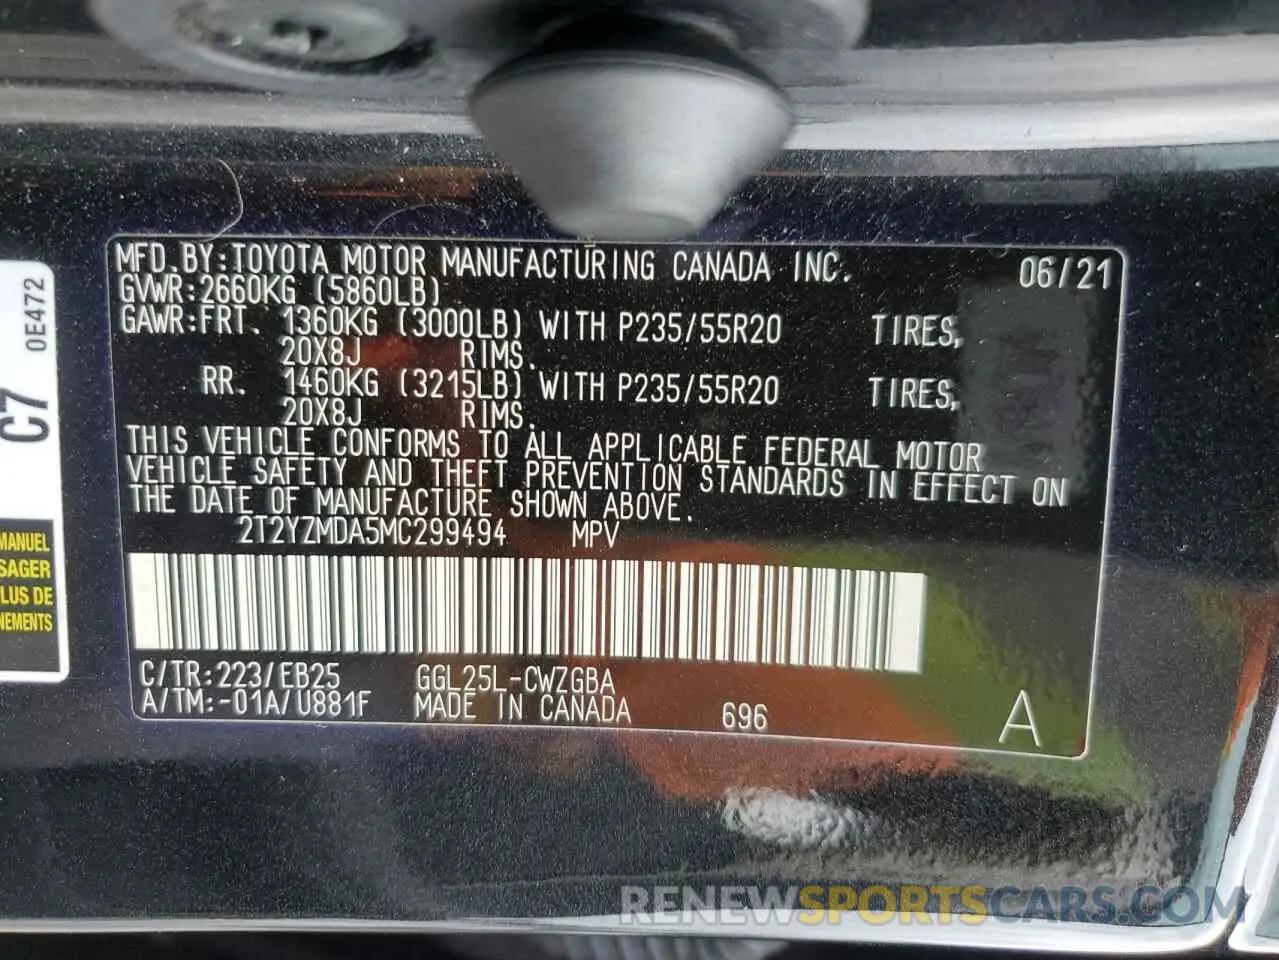 MFD.BY:TOYOTA MOTOR MANUFACTURING CANADA INC. 06/21
GVWR:2660KG (5860LB)
GAWR:FRT. 1360KG (3000LB) WITH P235/55R20 TIRES,
20X8J RIMS.
RR. 1460KG (3215LB) WITH P235/55R20 TIRES,
20X8J RIMS.
THIS VEHICLE CONFORMS TO ALL APPLICABLE FEDERAL MOTOR
VEHICLE SAFETY AND THEFT PREVENTION STANDARDS IN EFFECT ON
THE DATE OF MANUFACTURE SHOWN ABOVE.
2T2YZMDA5MC299494 MPV
C/TR:223/EB25 GGL25L-CWZGBA
A/TM:-01A/U881F MADE IN CANADA 696 A
0E472
C7
MANUEL
SAGER
PLUS DE
NEMENTS
RENEWSPORTSCARS.COM